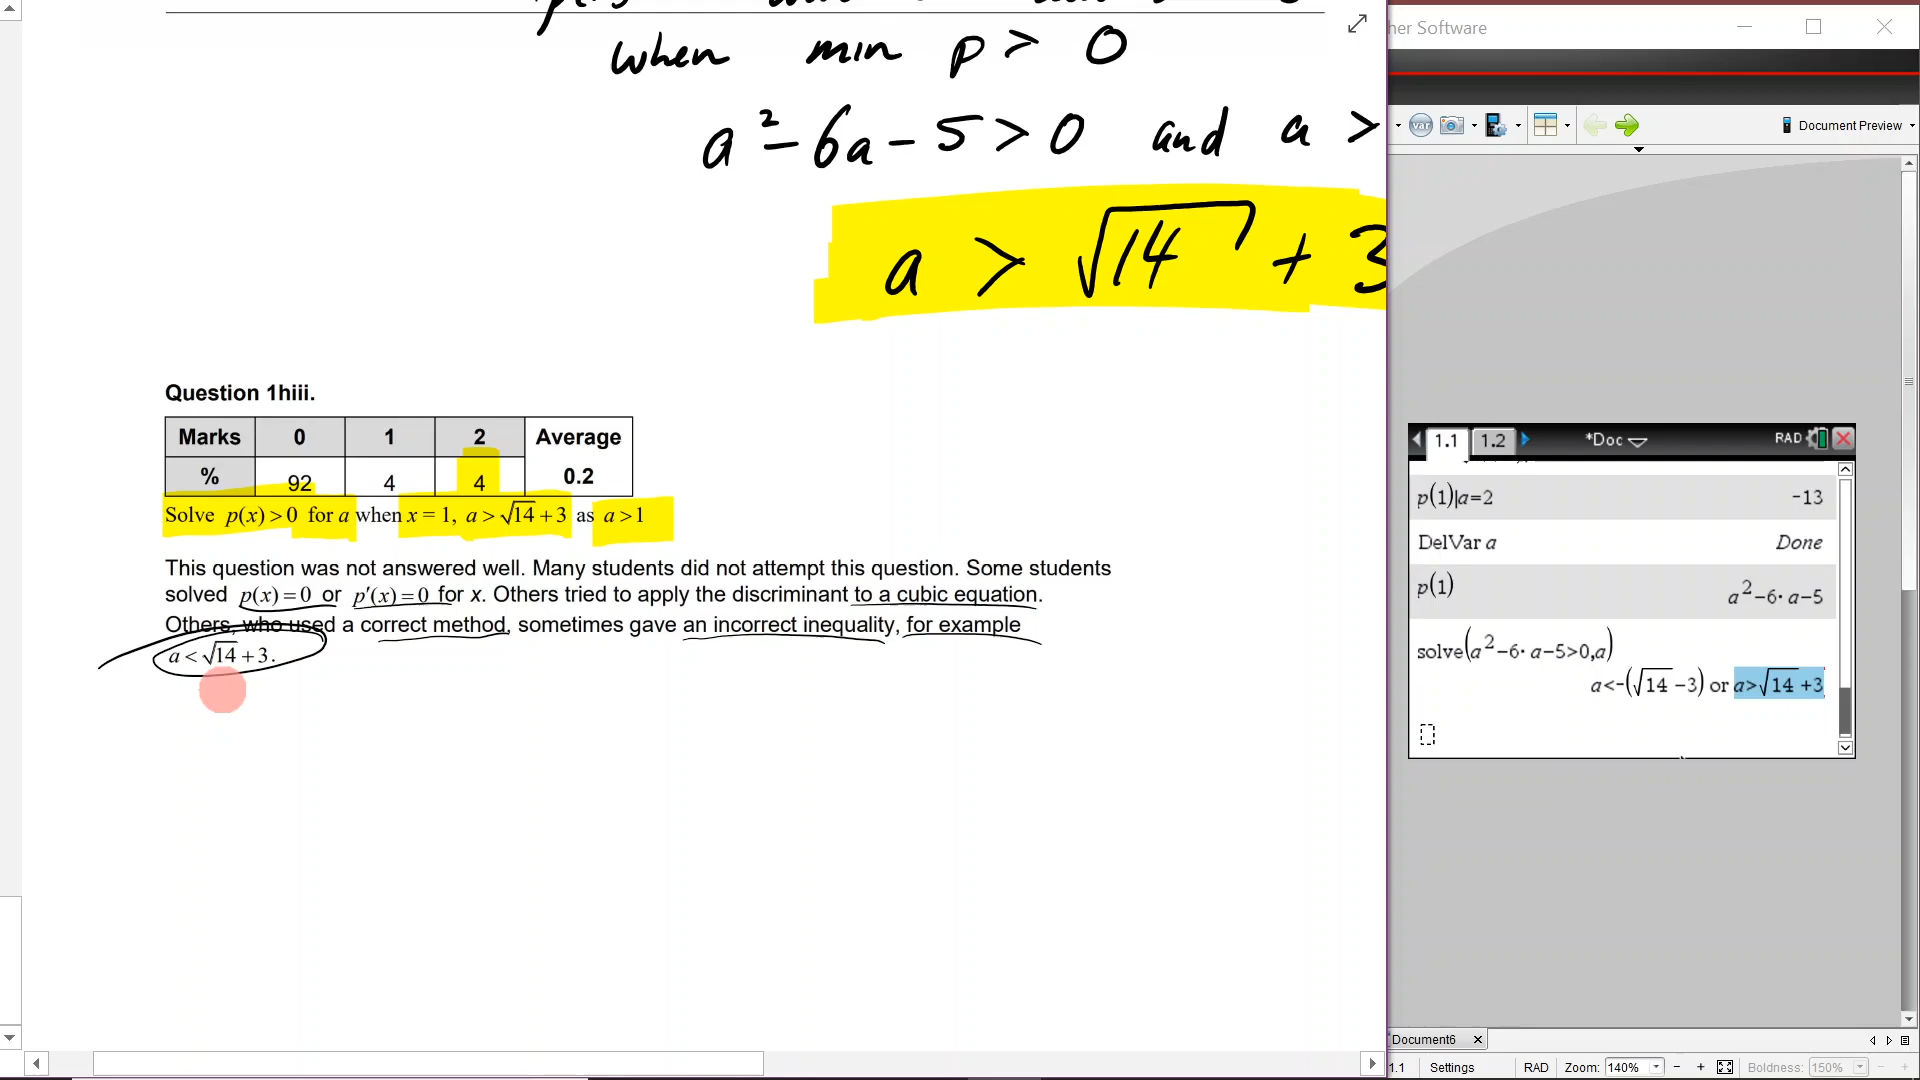 when min p > 0
a² - 6a - 5 > 0 and a >
a > √14 + 3
Question 1hiii.
Marks 0 1 2 Average
% 92 4 4 0.2
Solve p(x) > 0 for a when x = 1, a > √14 + 3 as a > 1
This question was not answered well. Many students did not attempt this question. Some students
solved p(x) = 0 or p′(x) = 0 for x. Others tried to apply the discriminant to a cubic equation.
Others, who used a correct method, sometimes gave an incorrect inequality, for example
a < √14 + 3.
her Software
var
Document Preview
1.1 1.2 *Doc RAD
p(1)|a=2 -13
DelVar a Done
p(1) a²-6·a-5
solve(a²-6·a-5>0,a)
a<-(√14-3) or a>√14+3
Document6
1.1 Settings RAD Zoom: 140% Boldness: 150%